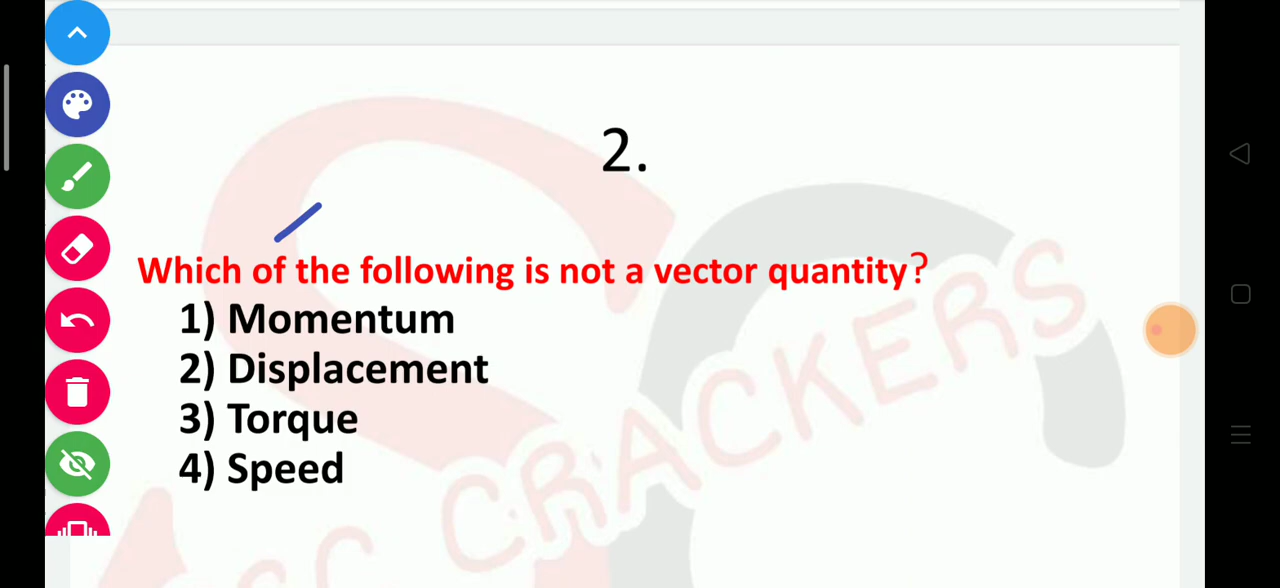 2.
Which of the following is not a vector quantity?
1) Momentum
2) Displacement
3) Torque
4) Speed
CRACKERS